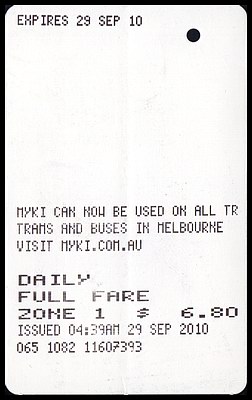 EXPIRES 29 SEP 10
MYKI CAN NOW BE USED ON ALL TR
TRAMS AND BUSES IN MELBOURNE
VISIT MYKI.COM.AU
DAILY
FULL FARE
ZONE 1 $ 6.80
ISSUED 04:39AM 29 SEP 2010
065 1082 11607393